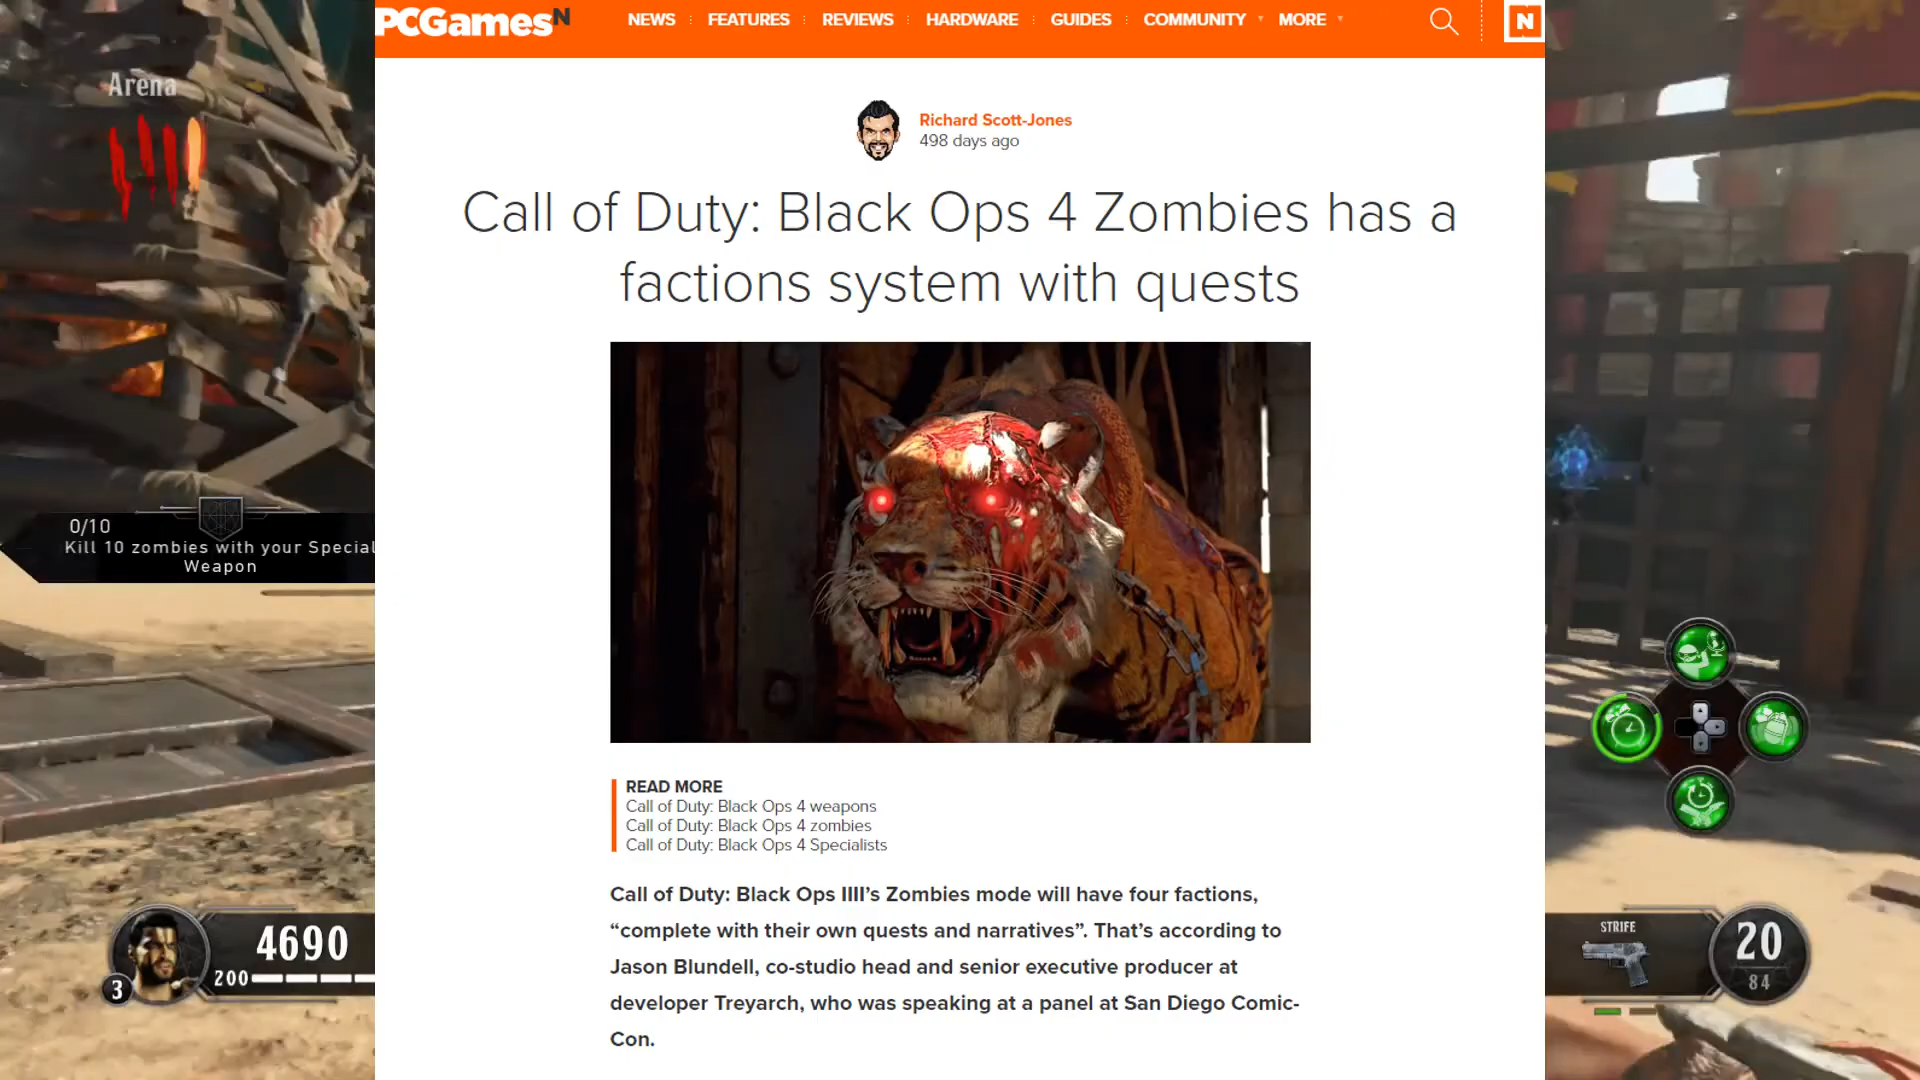 PCGamesN
NEWS
FEATURES
REVIEWS
HARDWARE
GUIDES
COMMUNITY
MORE
N
Arena
Richard Scott-Jones
498 days ago
Call of Duty: Black Ops 4 Zombies has a
factions system with quests
0/10
Kill 10 zombies with your Special
Weapon
READ MORE
Call of Duty: Black Ops 4 weapons
Call of Duty: Black Ops 4 zombies
Call of Duty: Black Ops 4 Specialists
Call of Duty: Black Ops IIII’s Zombies mode will have four factions,
“complete with their own quests and narratives”. That’s according to
Jason Blundell, co-studio head and senior executive producer at
developer Treyarch, who was speaking at a panel at San Diego Comic-
Con.
4690
200
3
STRIFE
20
84